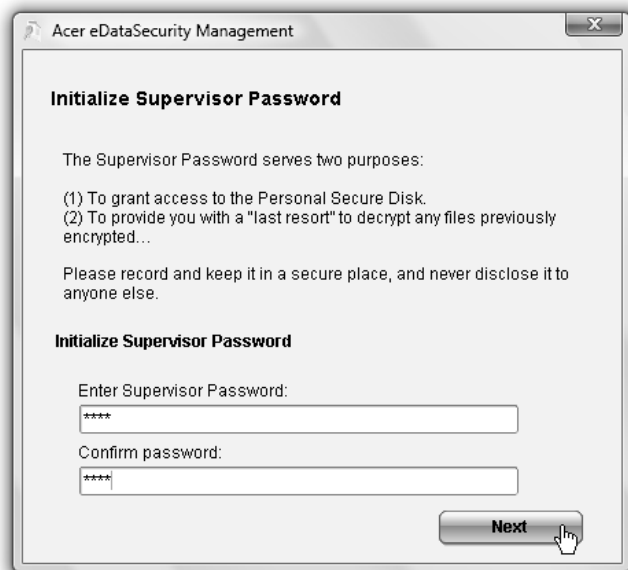 Acer eDataSecurity Management
Initialize Supervisor Password
The Supervisor Password serves two purposes:
(1) To grant access to the Personal Secure Disk.
(2) To provide you with a "last resort" to decrypt any files previously
encrypted...
Please record and keep it in a secure place, and never disclose it to
anyone else.
Initialize Supervisor Password
Enter Supervisor Password:
****
Confirm password:
****
Next